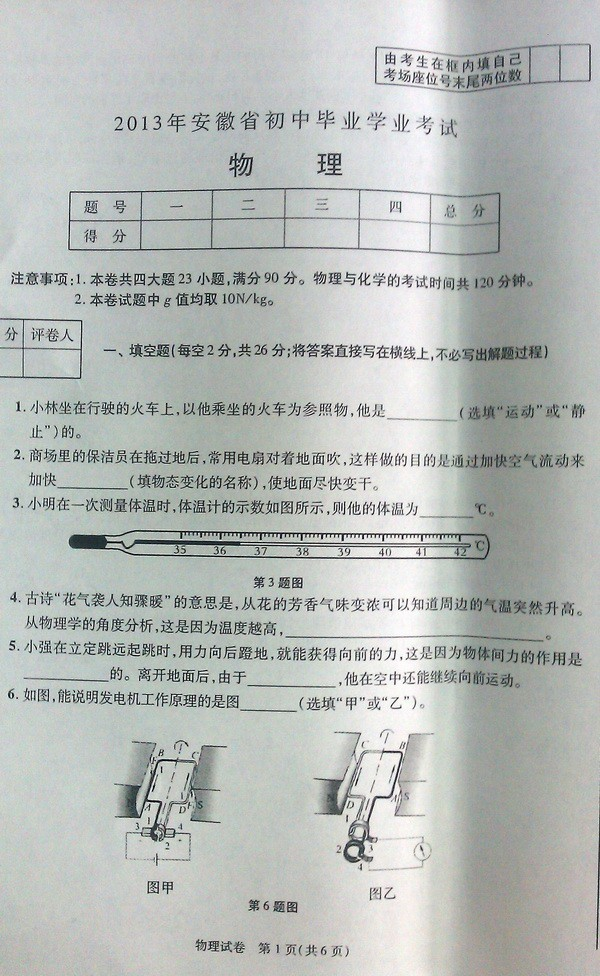 由考生在框内填自己
考场座位号末尾两位数
2013年安徽省初中毕业学业考试
物 理
题 号 一 二 三 四 总 分
得 分
注意事项:1. 本卷共四大题 23 小题,满分 90 分。物理与化学的考试时间共 120 分钟。
2. 本卷试题中 g 值均取 10N/kg。
分 评卷人
一、填空题(每空 2 分,共 26 分;将答案直接写在横线上,不必写出解题过程)
1. 小林坐在行驶的火车上,以他乘坐的火车为参照物,他是________(选填“运动”或“静
止”)的。
2. 商场里的保洁员在拖过地后,常用电扇对着地面吹,这样做的目的是通过加快空气流动来
加快________(填物态变化的名称),使地面尽快变干。
3. 小明在一次测量体温时,体温计的示数如图所示,则他的体温为______℃。
35 36 37 38 39 40 41 42 ℃
第 3 题图
4. 古诗“花气袭人知骤暖”的意思是,从花的芳香气味变浓可以知道周边的气温突然升高。
从物理学的角度分析,这是因为温度越高,______________________________。
5. 小强在立定跳远起跳时,用力向后蹬地,就能获得向前的力,这是因为物体间力的作用是
__________的。离开地面后,由于__________,他在空中还能继续向前运动。
6. 如图,能说明发电机工作原理的是图______(选填“甲”或“乙”)。
B C
A D S
3 4
2
C B
N D A S
2 3
4
图甲
图乙
第 6 题图
物理试卷 第 1 页(共 6 页)